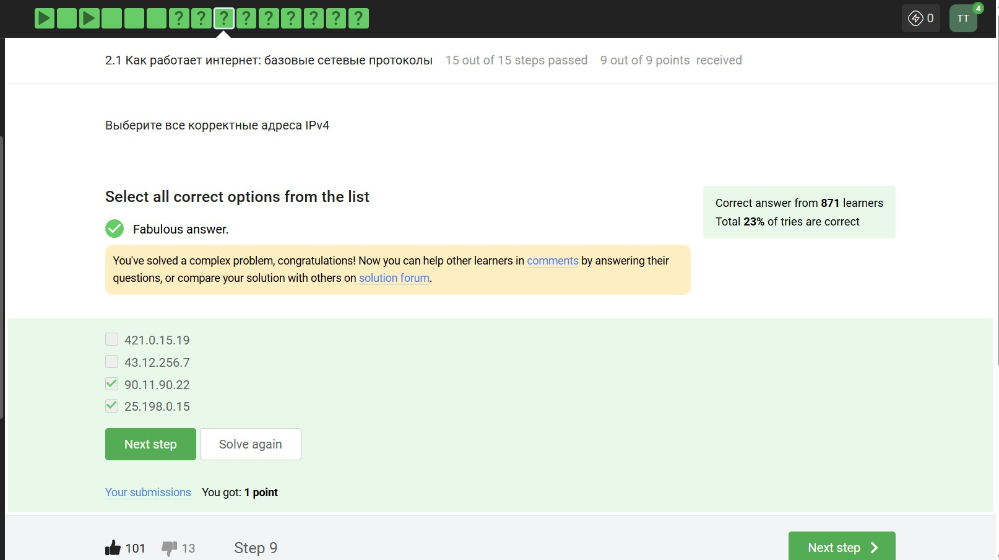 ? ? ? ? ? ? ? ? ?
0
TT
4
2.1 Как работает интернет: базовые сетевые протоколы 15 out of 15 steps passed 9 out of 9 points received
Выберите все корректные адреса IPv4
Select all correct options from the list
Correct answer from 871 learners
Total 23% of tries are correct
Fabulous answer.
You've solved a complex problem, congratulations! Now you can help other learners in comments by answering their
questions, or compare your solution with others on solution forum.
421.0.15.19
43.12.256.7
90.11.90.22
25.198.0.15
Next step Solve again
Your submissions You got: 1 point
101 13 Step 9 Next step